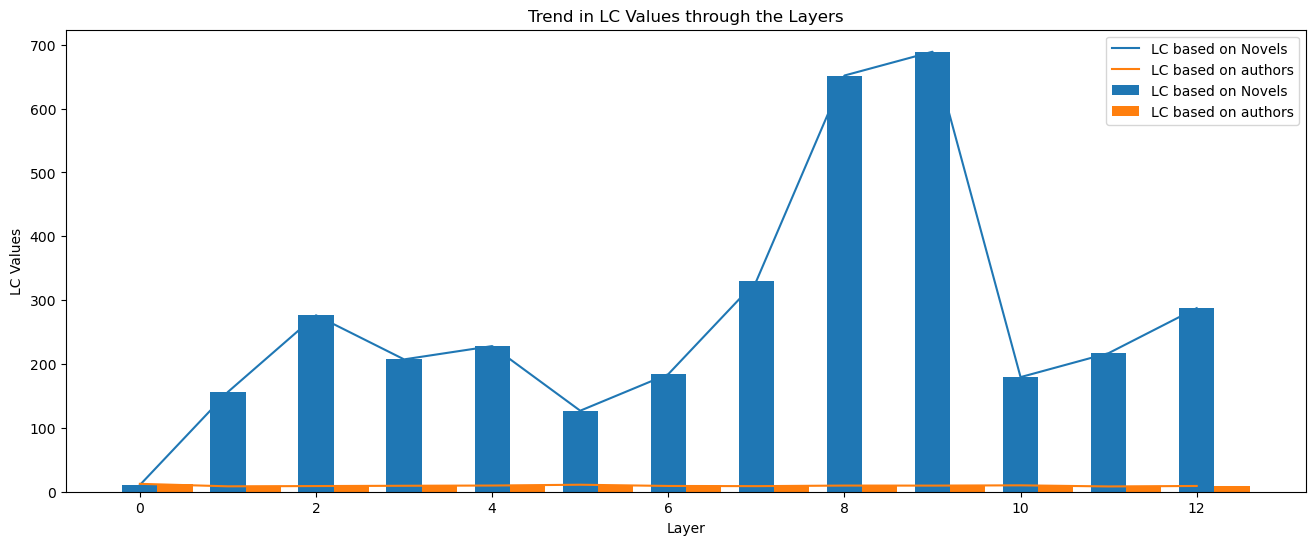 Trend in LC Values through the Layers
LC Values
700
600
500
400
300
200
100
0
LC based on Novels
LC based on authors
LC based on Novels
LC based on authors
0 2 4 6 8 10 12
Layer